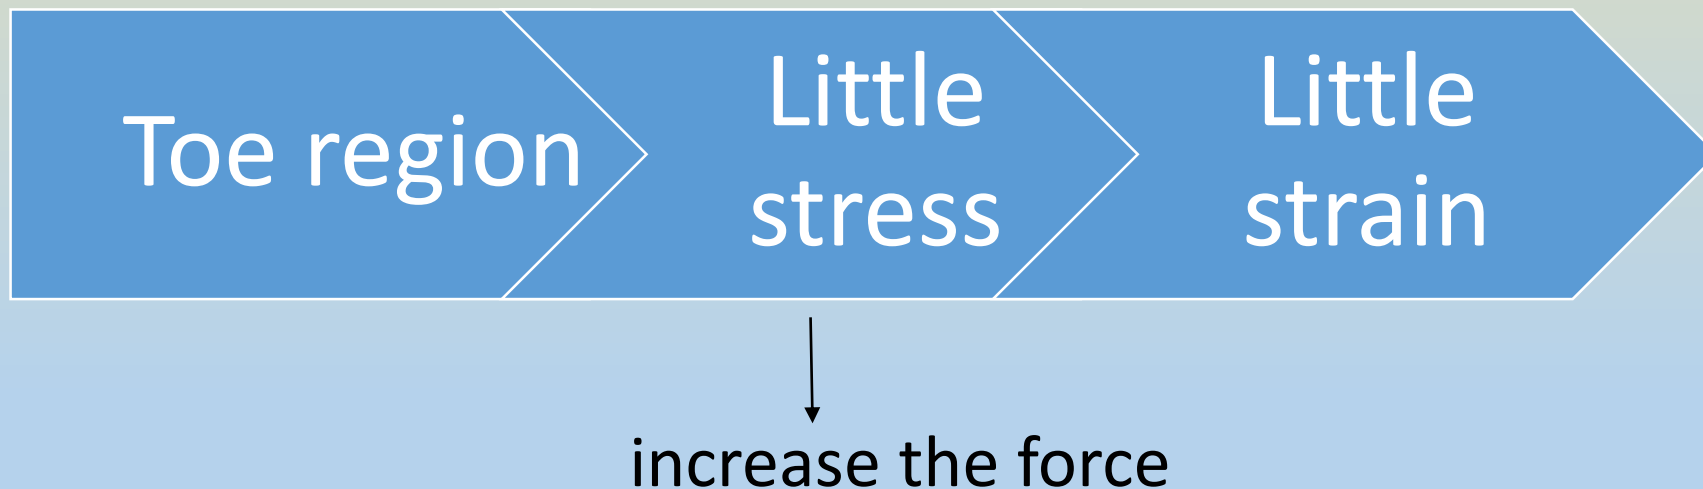 Toe region
Little
stress
Little
strain
increase the force